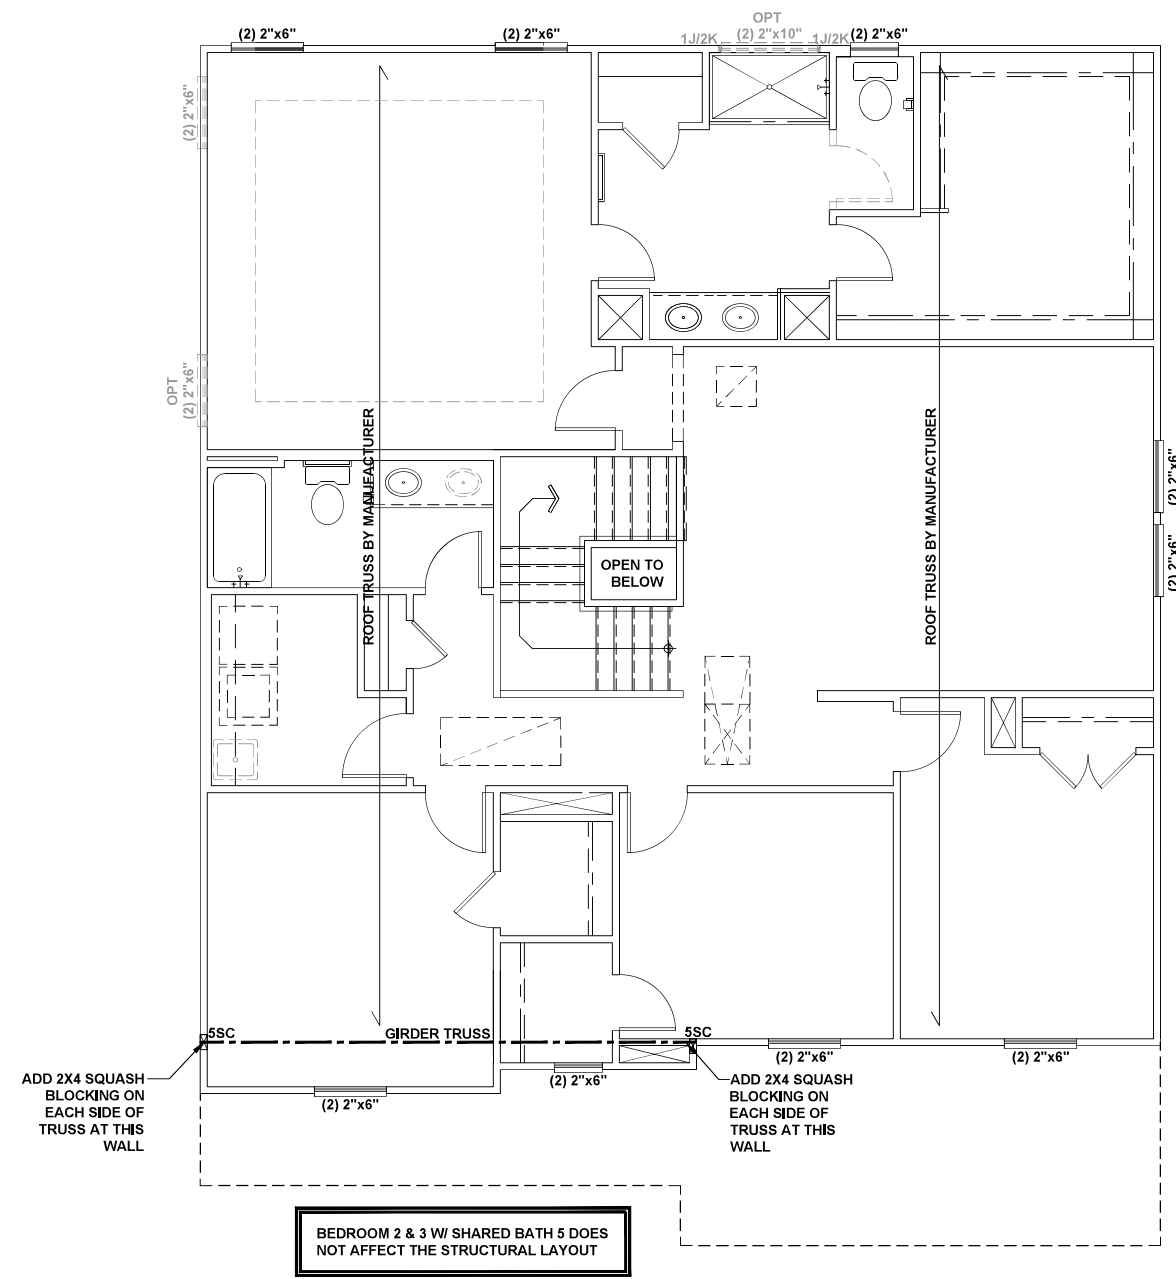 OPT
(2) 2"x6"
(2) 2"x6"
1J/2K
(2) 2"x10"
1J/2K
(2) 2"x6"
(2) 2"x6"
OPT
(2) 2"x6"
ROOF TRUSS BY MANUFACTURER
ROOF TRUSS BY MANUFACTURER
(2) 2"x6"
(2) 2"x6"
OPEN TO
BELOW
5SC
GIRDER TRUSS
5SC
(2) 2"x6"
(2) 2"x6"
(2) 2"x6"
(2) 2"x6"
ADD 2X4 SQUASH
BLOCKING ON
EACH SIDE OF
TRUSS AT THIS
WALL
ADD 2X4 SQUASH
BLOCKING ON
EACH SIDE OF
TRUSS AT THIS
WALL
BEDROOM 2 & 3 W/ SHARED BATH 5 DOES
NOT AFFECT THE STRUCTURAL LAYOUT